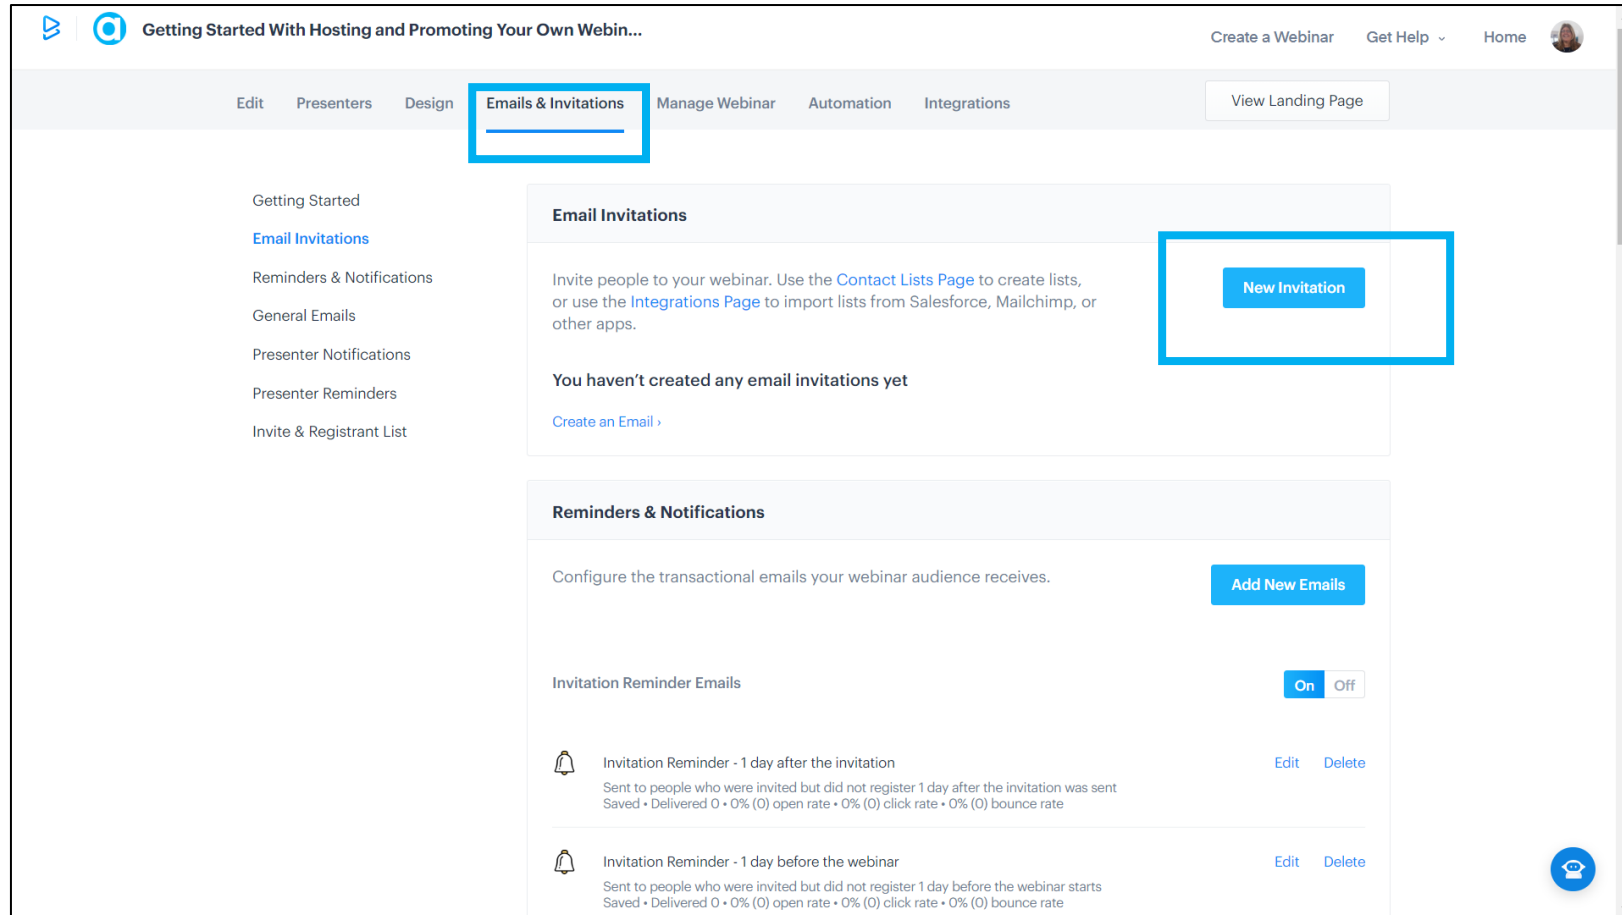 Getting Started With Hosting and Promoting Your Own Webin...
Create a Webinar
Get Help
Home
Edit
Presenters
Design
Emails & Invitations
Manage Webinar
Automation
Integrations
View Landing Page
Getting Started
Email Invitations
Reminders & Notifications
General Emails
Presenter Notifications
Presenter Reminders
Invite & Registrant List
Email Invitations
Invite people to your webinar. Use the Contact Lists Page to create lists,
or use the Integrations Page to import lists from Salesforce, Mailchimp, or
other apps.
New Invitation
You haven’t created any email invitations yet
Create an Email ›
Reminders & Notifications
Configure the transactional emails your webinar audience receives.
Add New Emails
Invitation Reminder Emails
On Off
Invitation Reminder - 1 day after the invitation
Edit Delete
Sent to people who were invited but did not register 1 day after the invitation was sent
Saved • Delivered 0 • 0% (0) open rate • 0% (0) click rate • 0% (0) bounce rate
Invitation Reminder - 1 day before the webinar
Edit Delete
Sent to people who were invited but did not register 1 day before the webinar starts
Saved • Delivered 0 • 0% (0) open rate • 0% (0) click rate • 0% (0) bounce rate